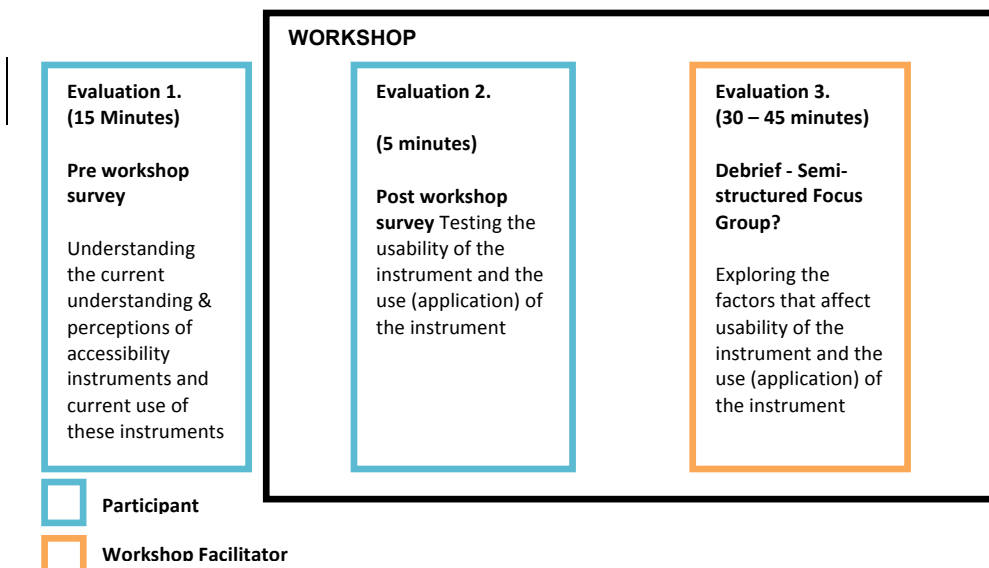 WORKSHOP
Evaluation 1.
(15 Minutes)
Pre workshop
survey
Understanding
the current
understanding &
perceptions of
accessibility
instruments and
current use of
these instruments
Evaluation 2.
(5 minutes)
Post workshop
survey Testing the
usability of the
instrument and the
use (application) of
the instrument
Evaluation 3.
(30 – 45 minutes)
Debrief - Semi-
structured Focus
Group?
Exploring the
factors that affect
usability of the
instrument and the
use (application) of
the instrument
Participant
Workshop Facilitator